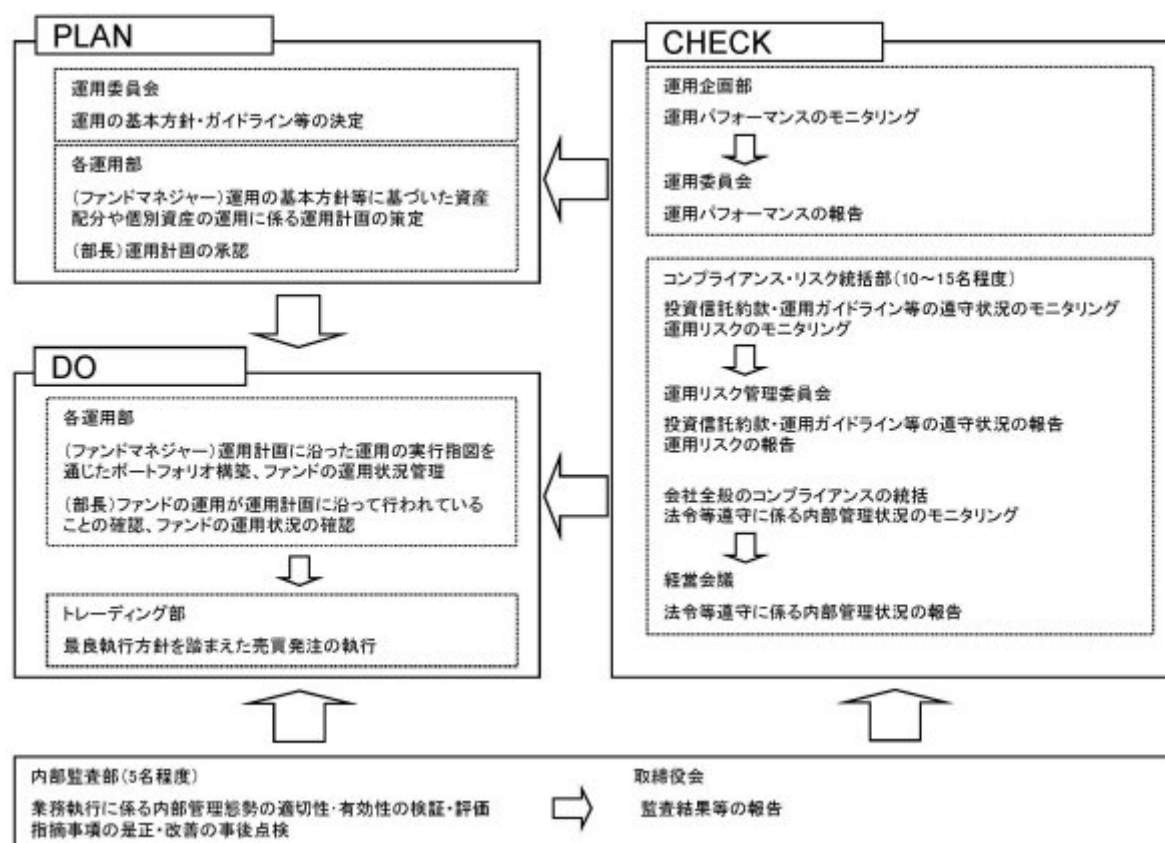 PLAN
運用委員会
運用の基本方針・ガイドライン等の決定
各運用部
(ファンドマネジャー)運用の基本方針等に基づいた資産
配分や個別資産の運用に係る運用計画の策定
(部長)運用計画の承認
DO
各運用部
(ファンドマネジャー)運用計画に沿った運用の実行指図を
通じたポートフォリオ構築、ファンドの運用状況管理
(部長)ファンドの運用が運用計画に沿って行われている
ことの確認、ファンドの運用状況の確認
トレーディング部
最良執行方針を踏まえた売買発注の執行
CHECK
運用企画部
運用パフォーマンスのモニタリング
運用委員会
運用パフォーマンスの報告
コンプライアンス・リスク統括部(10~15名程度)
投資信託約款・運用ガイドライン等の遵守状況のモニタリング
運用リスクのモニタリング
運用リスク管理委員会
投資信託約款・運用ガイドライン等の遵守状況の報告
運用リスクの報告
会社全般のコンプライアンスの統括
法令等遵守に係る内部管理状況のモニタリング
経営会議
法令等遵守に係る内部管理状況の報告
内部監査部(5名程度)
業務執行に係る内部管理態勢の適切性・有効性の検証・評価
指摘事項の是正・改善の事後点検
取締役会
監査結果等の報告